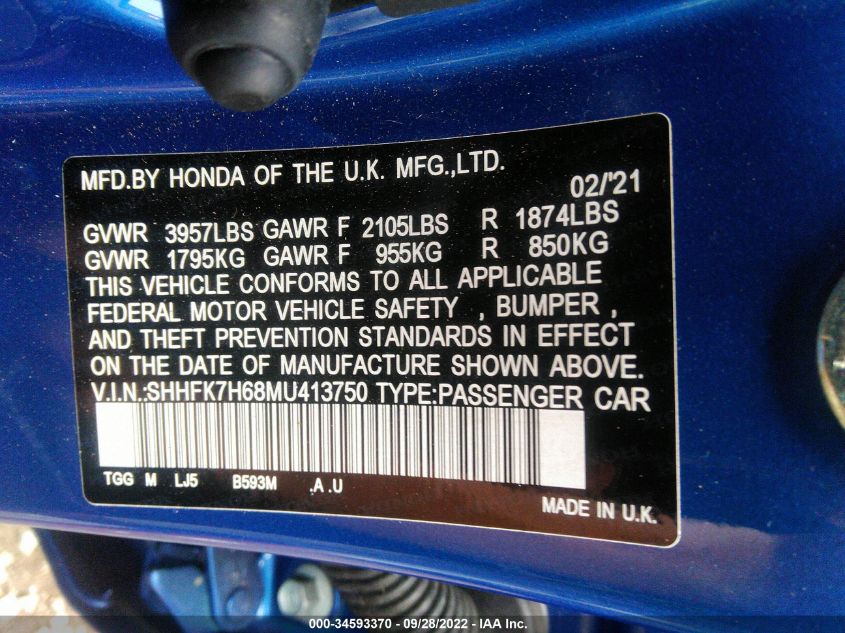 MFD.BY HONDA OF THE U.K. MFG.,LTD.
02/'21
GVWR 3957LBS GAWR F 2105LBS R 1874LBS
GVWR 1795KG GAWR F 955KG R 850KG
THIS VEHICLE CONFORMS TO ALL APPLICABLE
FEDERAL MOTOR VEHICLE SAFETY , BUMPER ,
AND THEFT PREVENTION STANDARDS IN EFFECT
ON THE DATE OF MANUFACTURE SHOWN ABOVE.
V.I.N.:SHHFK7H68MU413750 TYPE:PASSENGER CAR
TGG M LJ5 B593M .A .U
MADE IN U.K.
000-34593370 - 09/28/2022 - IAA Inc.